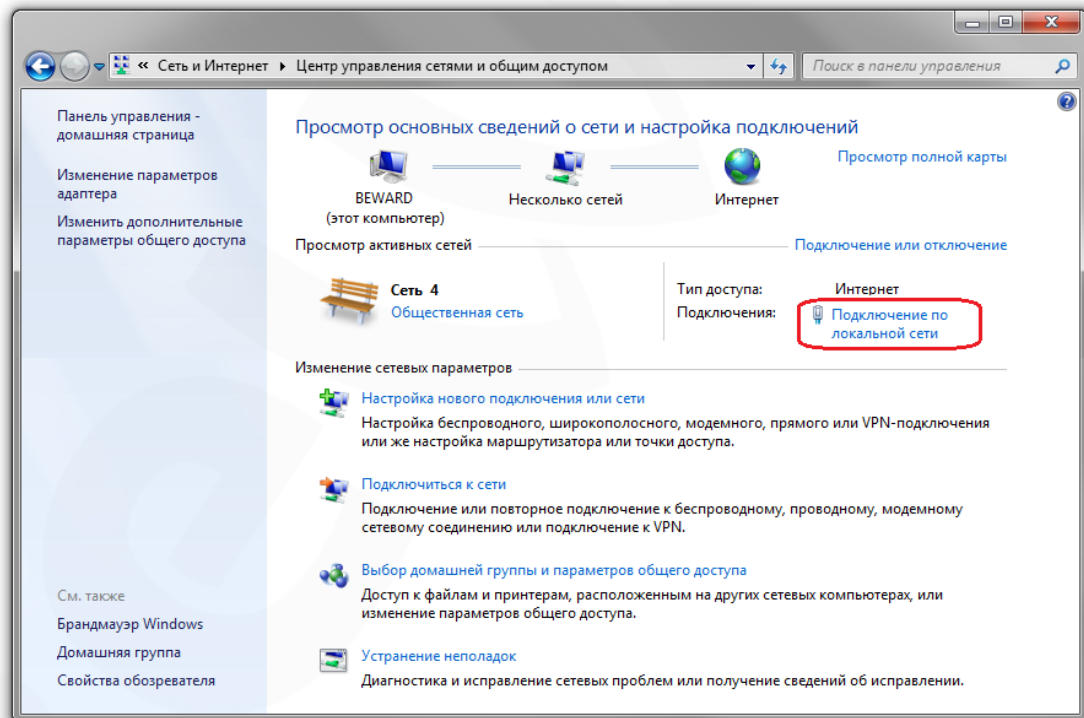 « Сеть и Интернет ▸ Центр управления сетями и общим доступом
Поиск в панели управления
Панель управления -
домашняя страница
Изменение параметров
адаптера
Изменить дополнительные
параметры общего доступа
См. также
Брандмауэр Windows
Домашняя группа
Свойства обозревателя
Просмотр основных сведений о сети и настройка подключений
Просмотр полной карты
BEWARD
(этот компьютер)
Несколько сетей
Интернет
Просмотр активных сетей
Подключение или отключение
Сеть 4
Общественная сеть
Тип доступа: Интернет
Подключения: Подключение по
локальной сети
Изменение сетевых параметров
Настройка нового подключения или сети
Настройка беспроводного, широкополосного, модемного, прямого или VPN-подключения
или же настройка маршрутизатора или точки доступа.
Подключиться к сети
Подключение или повторное подключение к беспроводному, проводному, модемному
сетевому соединению или подключение к VPN.
Выбор домашней группы и параметров общего доступа
Доступ к файлам и принтерам, расположенным на других сетевых компьютерах, или
изменение параметров общего доступа.
Устранение неполадок
Диагностика и исправление сетевых проблем или получение сведений об исправлении.